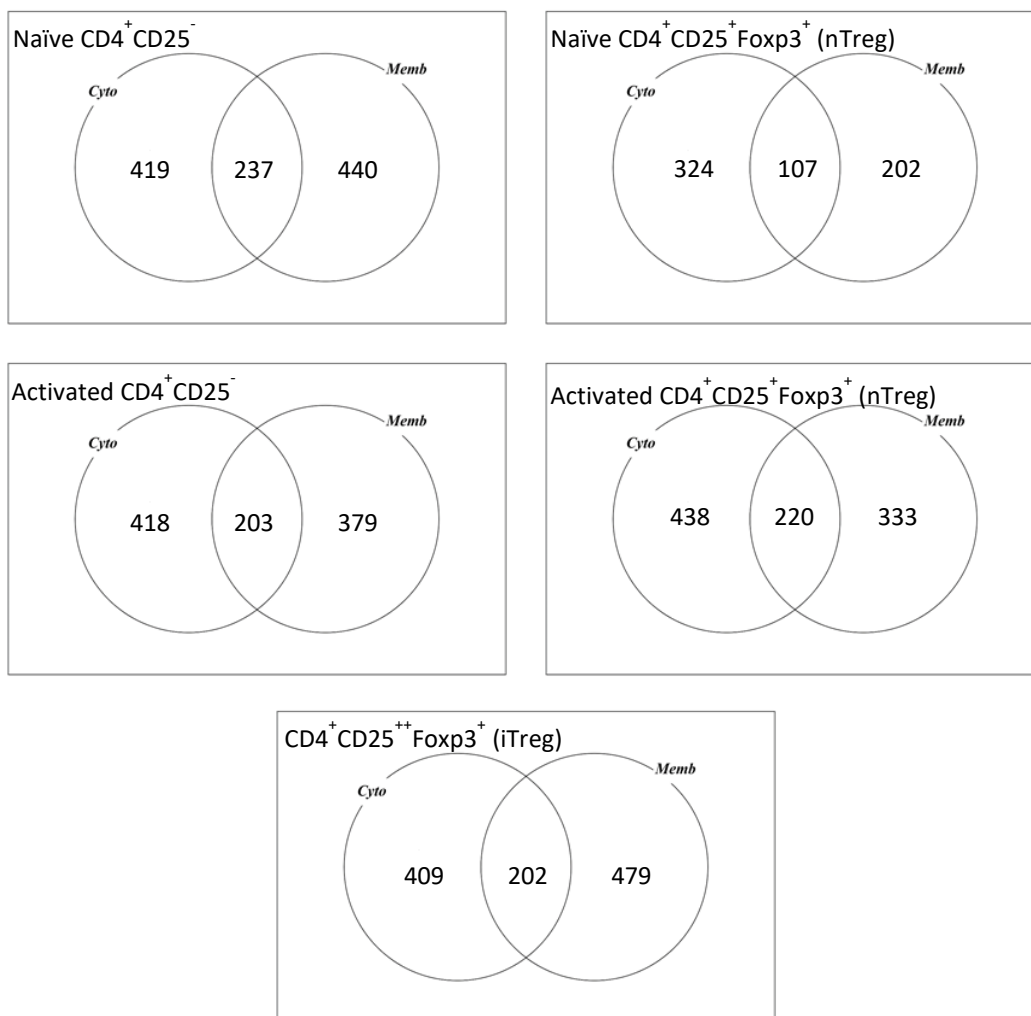 Naïve CD4⁺CD25⁻
Cyto
Memb
419
237
440
Naïve CD4⁺CD25⁺Foxp3⁺ (nTreg)
Cyto
Memb
324
107
202
Activated CD4⁺CD25⁻
Cyto
Memb
418
203
379
Activated CD4⁺CD25⁺Foxp3⁺ (nTreg)
Cyto
Memb
438
220
333
CD4⁺CD25⁺⁺Foxp3⁺ (iTreg)
Cyto
Memb
409
202
479